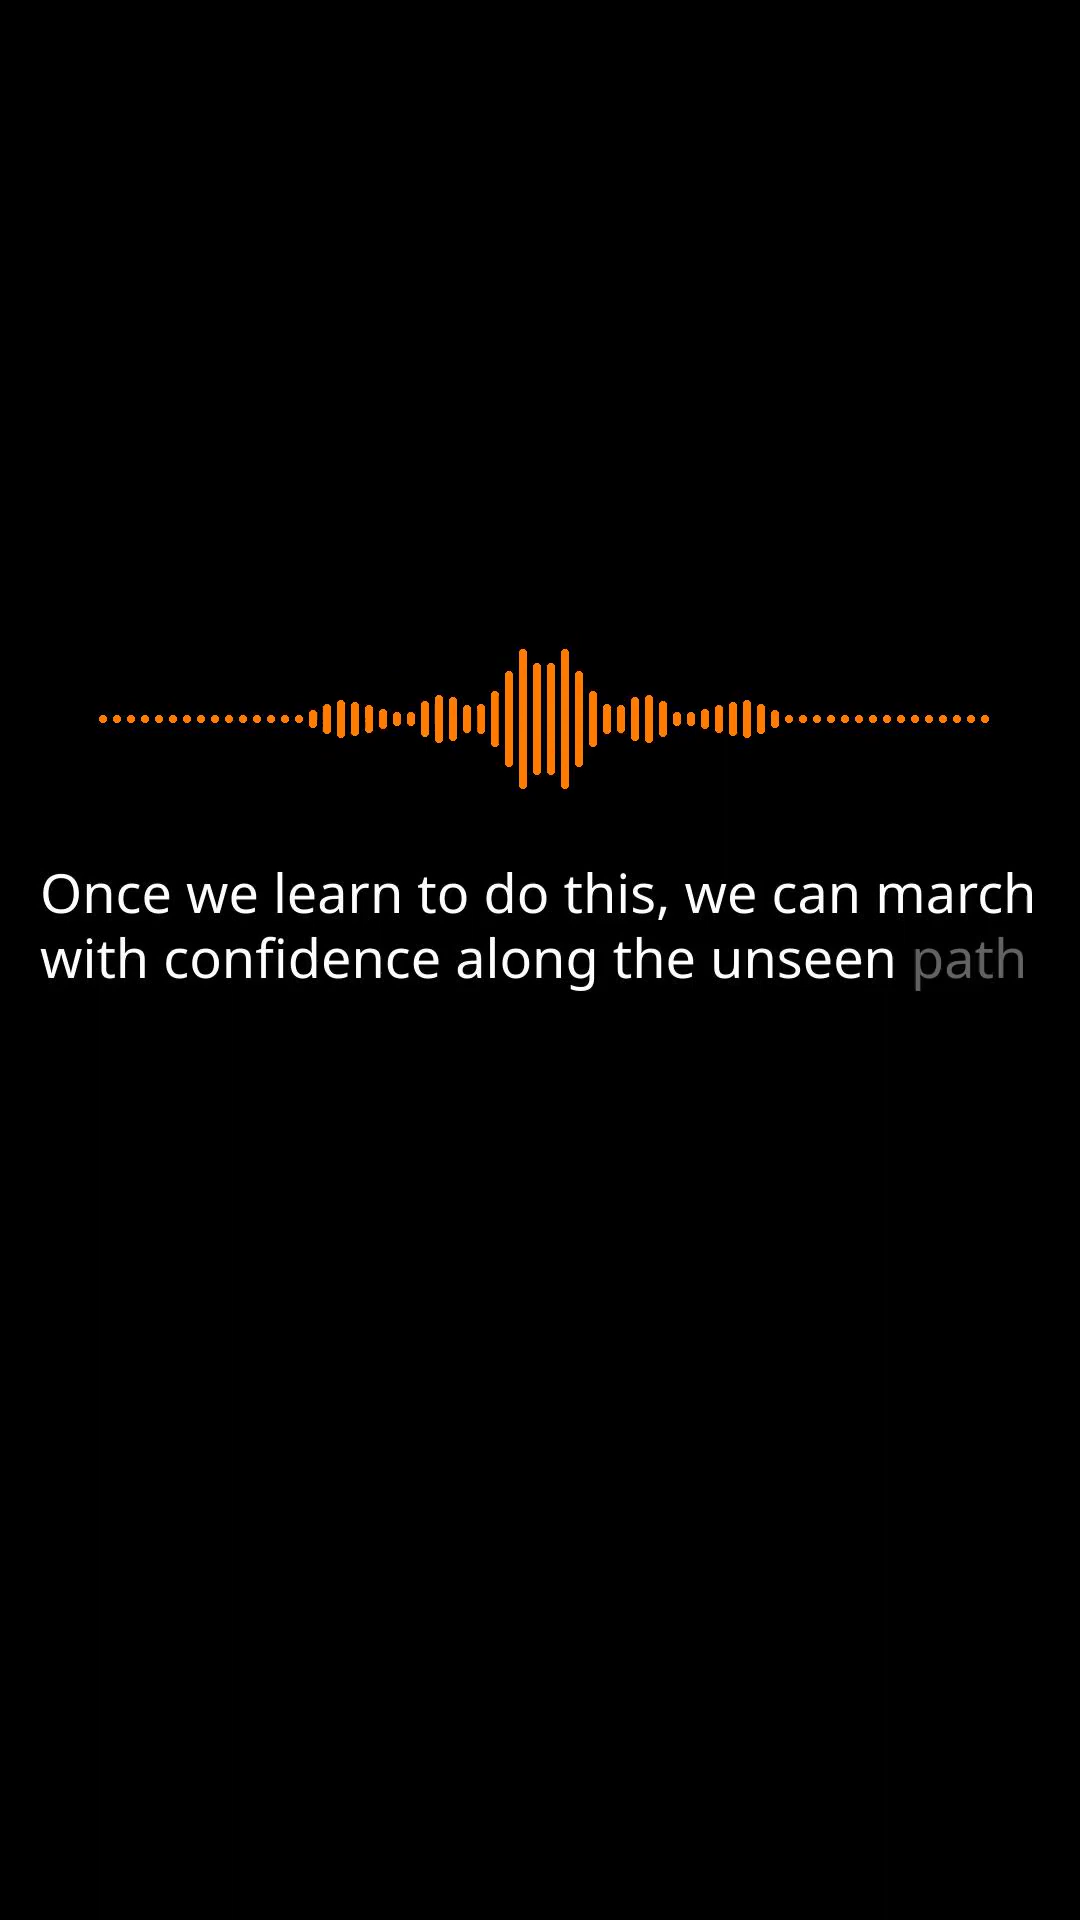 Once we learn to do this, we can march
with confidence along the unseen path